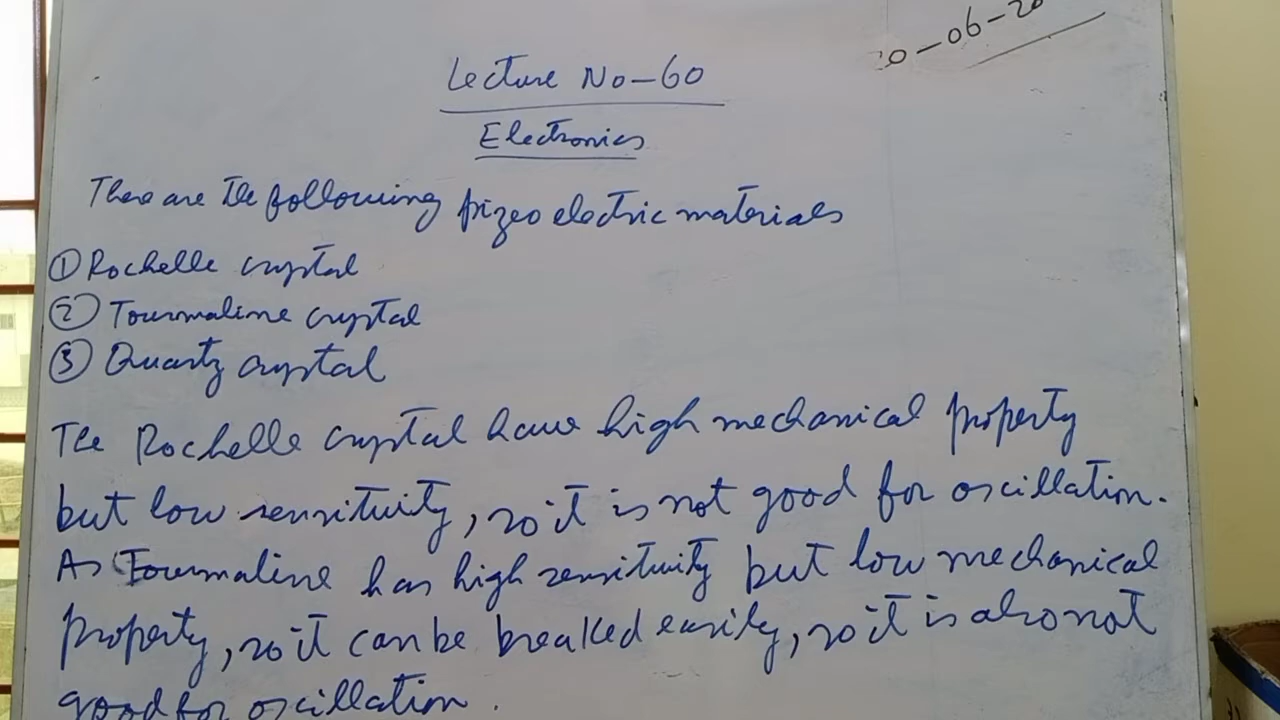 0-06-20
Lecture No-60
Electronics
There are the following pizeo electric materials
① Rochelle crystal
② Tourmaline crystal
③ Quartz crystal
The Rochelle crystal have high mechanical property
but low sensitivity, so it is not good for oscillation.
As Tourmaline has high sensitivity but low mechanical
property, so it can be breaked easily, so it is also not
good for oscillation.